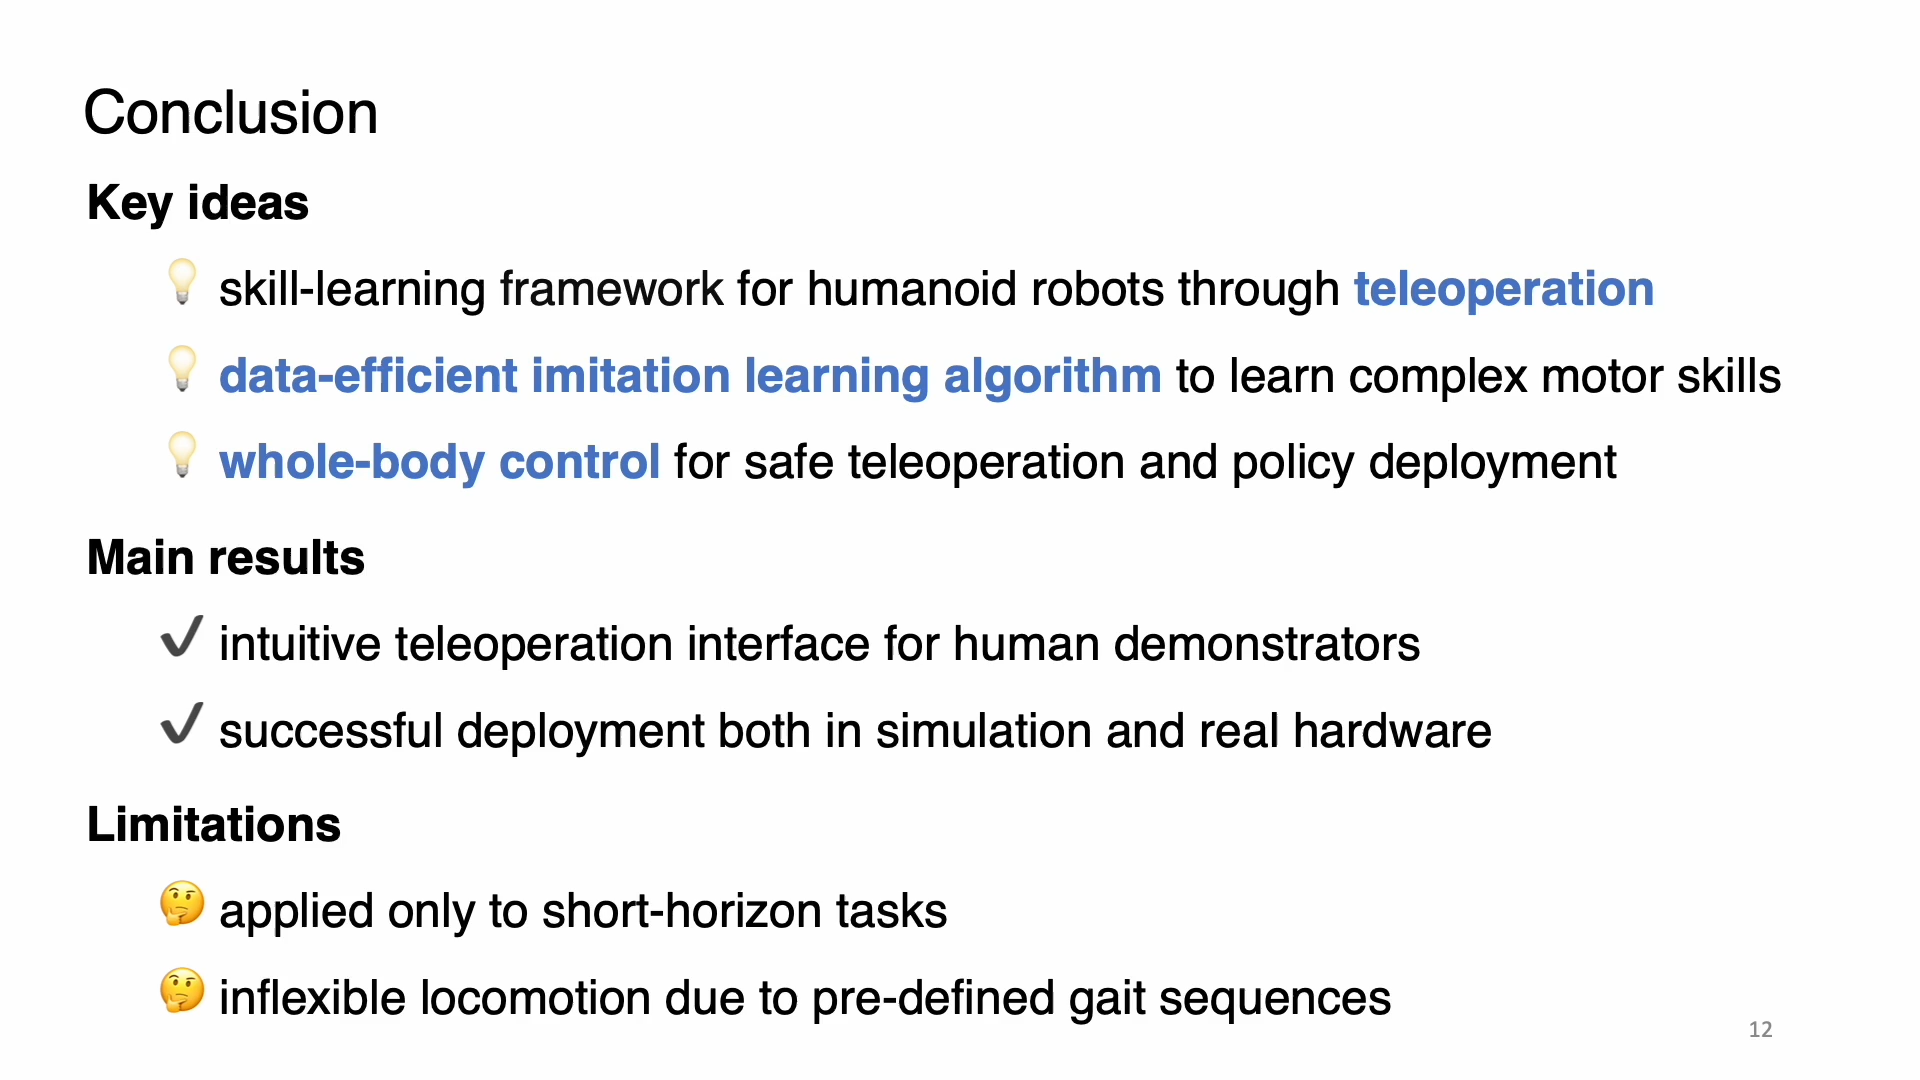 Conclusion
Key ideas
💡 skill-learning framework for humanoid robots through teleoperation
💡 data-efficient imitation learning algorithm to learn complex motor skills
💡 whole-body control for safe teleoperation and policy deployment
Main results
✔ intuitive teleoperation interface for human demonstrators
✔ successful deployment both in simulation and real hardware
Limitations
🤔 applied only to short-horizon tasks
🤔 inflexible locomotion due to pre-defined gait sequences
12